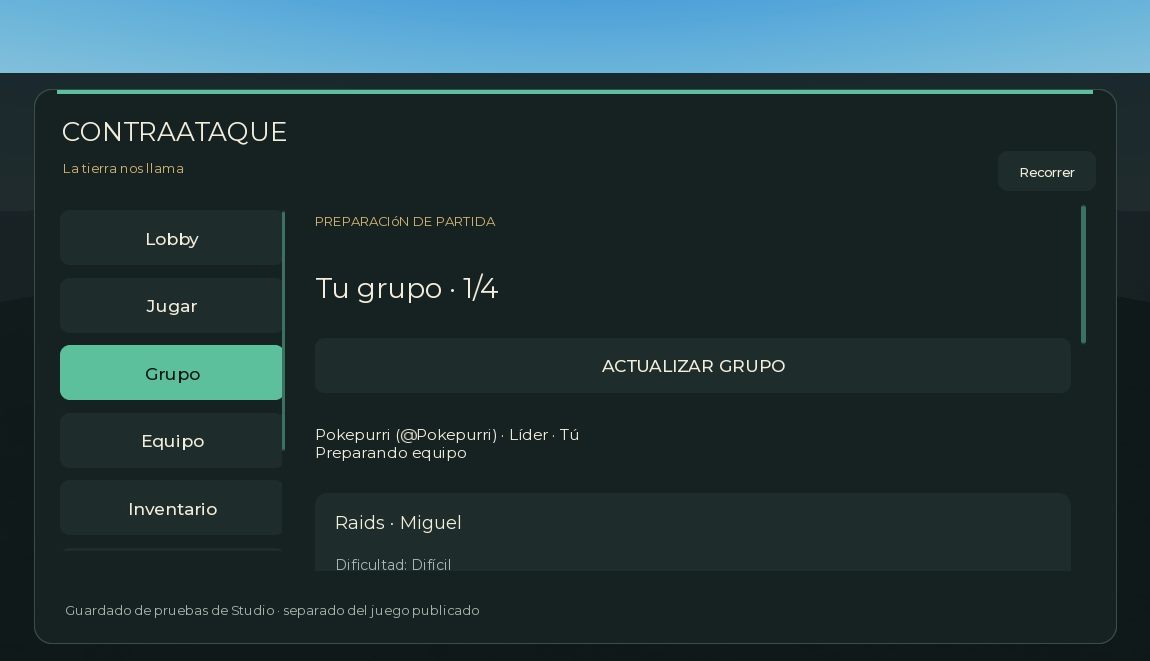 CONTRAATAQUE
La tierra nos llama
Recorrer
Lobby
Jugar
Grupo
Equipo
Inventario
PREPARACIóN DE PARTIDA
Tu grupo · 1/4
ACTUALIZAR GRUPO
Pokepurri (@Pokepurri) · Líder · Tú
Preparando equipo
Raids · Miguel
Dificultad: Difícil
Guardado de pruebas de Studio · separado del juego publicado